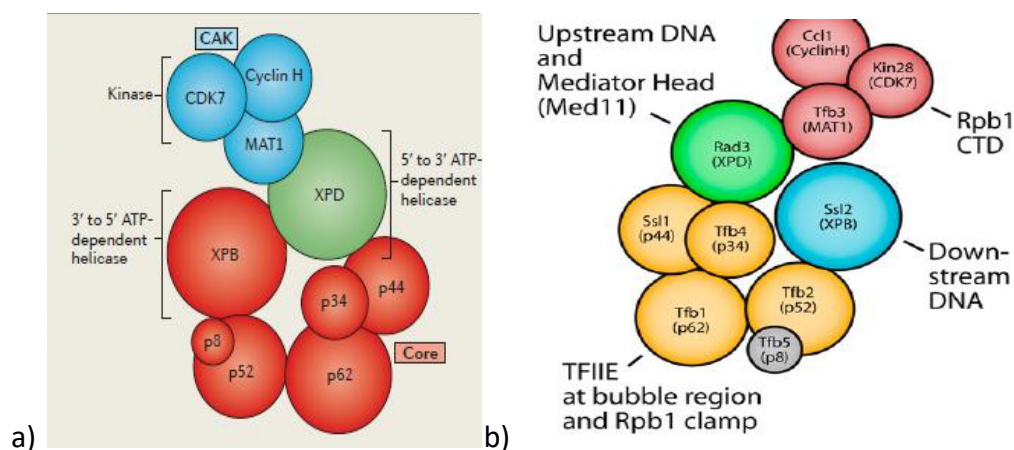 CAK
Kinase
CDK7
Cyclin H
MAT1
XPD
5′ to 3′ ATP-
dependent
helicase
3′ to 5′ ATP-
dependent
helicase
XPB
p34
p44
p8
p52
p62
Core
a)
Upstream DNA
and
Mediator Head
(Med11)
Ccl1
(CyclinH)
Kin28
(CDK7)
Tfb3
(MAT1)
Rpb1
CTD
Rad3
(XPD)
Ssl1
(p44)
Tfb4
(p34)
Ssl2
(XPB)
Down-
stream
DNA
Tfb1
(p62)
Tfb2
(p52)
Tfb5
(p8)
TFIIE
at bubble region
and Rpb1 clamp
b)